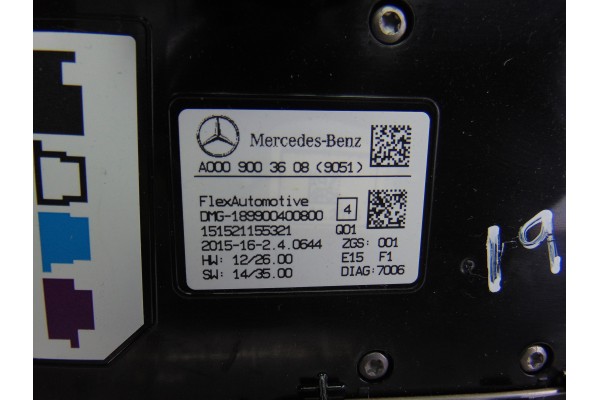 Mercedes-Benz
A000 900 36 08 (9051)
FlexAutomotive
DMG-189900400800 4
151521155321 Q01
2015-16-2.4.0644 ZGS: 001
HW: 12/26.00 E15 F1
SW: 14/35.00 DIAG:7006
19